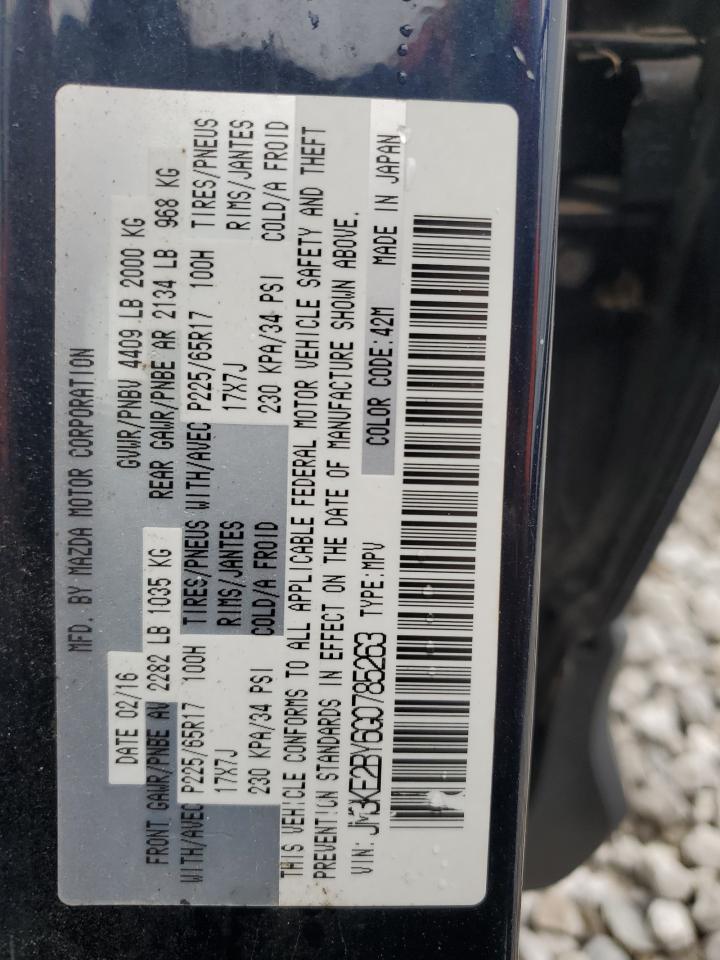 MFD. BY MAZDA MOTOR CORPORATION
DATE 02/16 GVWR/PNBV 4409 LB 2000 KG
FRONT GAWR/PNBE AV 2282 LB 1035 KG REAR GAWR/PNBE AR 2134 LB 968 KG
WITH/AVEC P225/65R17 100H TIRES/PNEUS WITH/AVEC P225/65R17 100H TIRES/PNEUS
17X7J RIMS/JANTES 17X7J RIMS/JANTES
230 KPA/34 PSI COLD/A FROID 230 KPA/34 PSI COLD/A FROID
THIS VEHICLE CONFORMS TO ALL APPLICABLE FEDERAL MOTOR VEHICLE SAFETY AND THEFT
PREVENTION STANDARDS IN EFFECT ON THE DATE OF MANUFACTURE SHOWN ABOVE.
VIN: JM3KE2BY6G0785263 TYPE:MPV COLOR CODE:42M MADE IN JAPAN